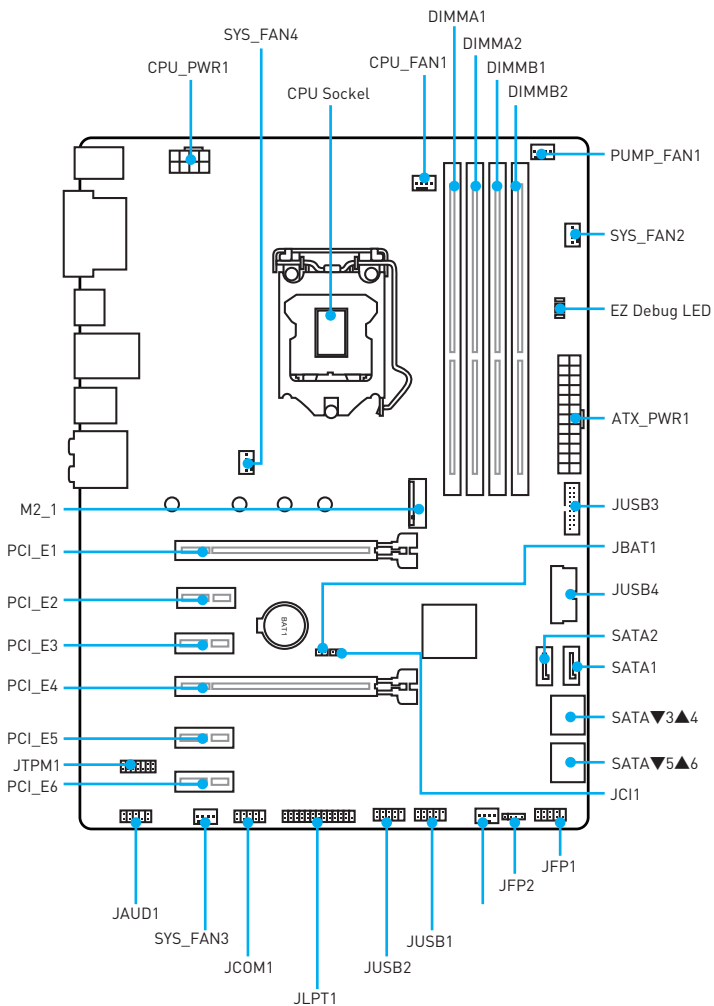 DIMMA1
SYS_FAN4
DIMMA2
CPU_FAN1
CPU_PWR1
DIMMB1
CPU Sockel
DIMMB2
PUMP_FAN1
SYS_FAN2
EZ Debug LED
ATX_PWR1
M2_1
JUSB3
PCI_E1
JBAT1
PCI_E2
JUSB4
BAT1
PCI_E3
SATA2
SATA1
PCI_E4
SATA▼3▲4
PCI_E5
JTPM1
SATA▼5▲6
PCI_E6
JCI1
JFP1
JFP2
JAUD1
SYS_FAN3
JUSB1
JCOM1
JUSB2
JLPT1